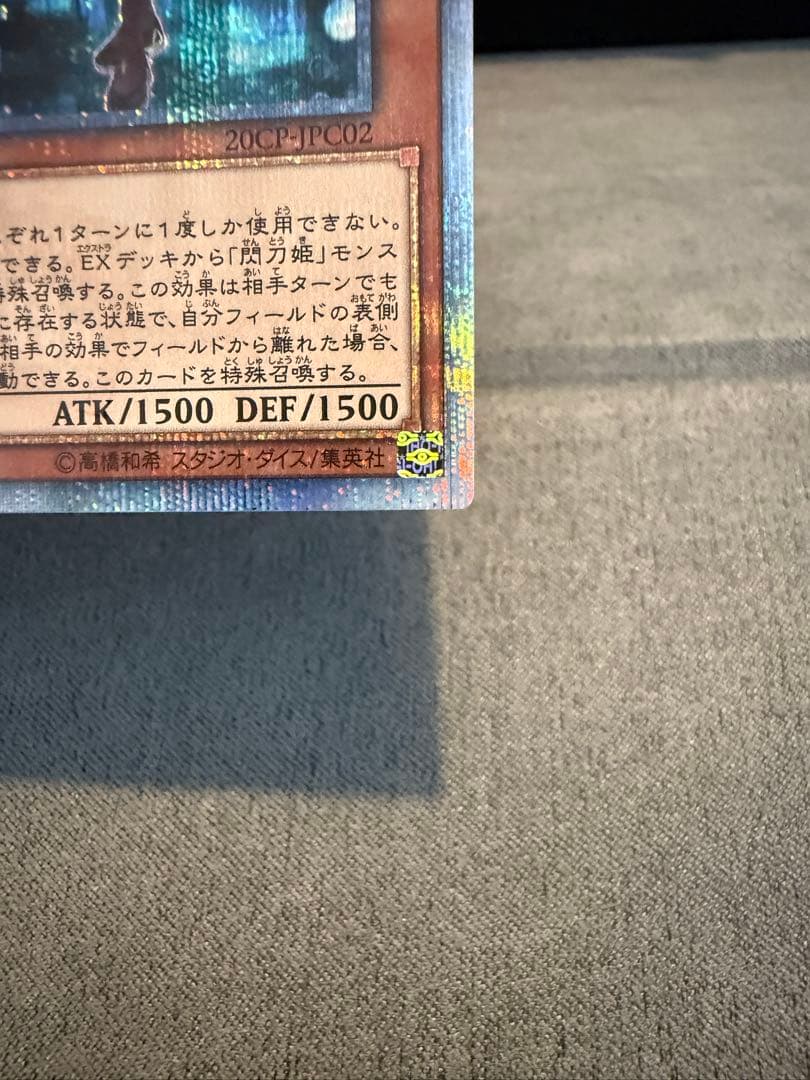 20CP-JPC02
ぞれ1ターンに1度しか使用できない。
できる。EXデッキから「閃刀姫」モンス
特殊召喚する。この効果は相手ターンでも
に存在する状態で、自分フィールドの表側
相手の効果でフィールドから離れた場合、
動できる。このカードを特殊召喚する。
ATK/1500 DEF/1500
©高橋和希 スタジオ・ダイス/集英社